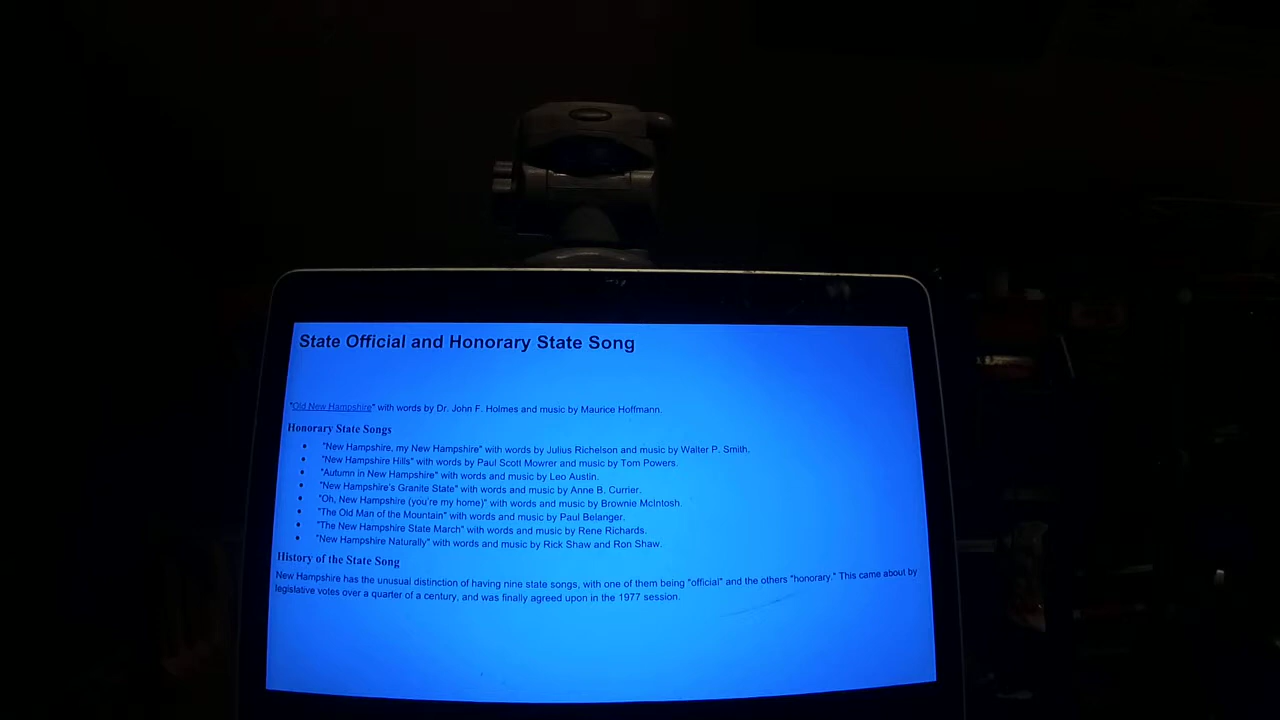 State Official and Honorary State Song
"Old New Hampshire" with words by Dr. John F. Holmes and music by Maurice Hoffmann.
Honorary State Songs
• "New Hampshire, my New Hampshire" with words by Julius Richelson and music by Walter P. Smith.
• "New Hampshire Hills" with words by Paul Scott Mowrer and music by Tom Powers.
• "Autumn in New Hampshire" with words and music by Leo Austin.
• "New Hampshire's Granite State" with words and music by Anne B. Currier.
• "Oh, New Hampshire (you're my home)" with words and music by Brownie McIntosh.
• "The Old Man of the Mountain" with words and music by Paul Belanger.
• "The New Hampshire State March" with words and music by Rene Richards.
• "New Hampshire Naturally" with words and music by Rick Shaw and Ron Shaw.
History of the State Song
New Hampshire has the unusual distinction of having nine state songs, with one of them being "official" and the others "honorary." This came about by
legislative votes over a quarter of a century, and was finally agreed upon in the 1977 session.